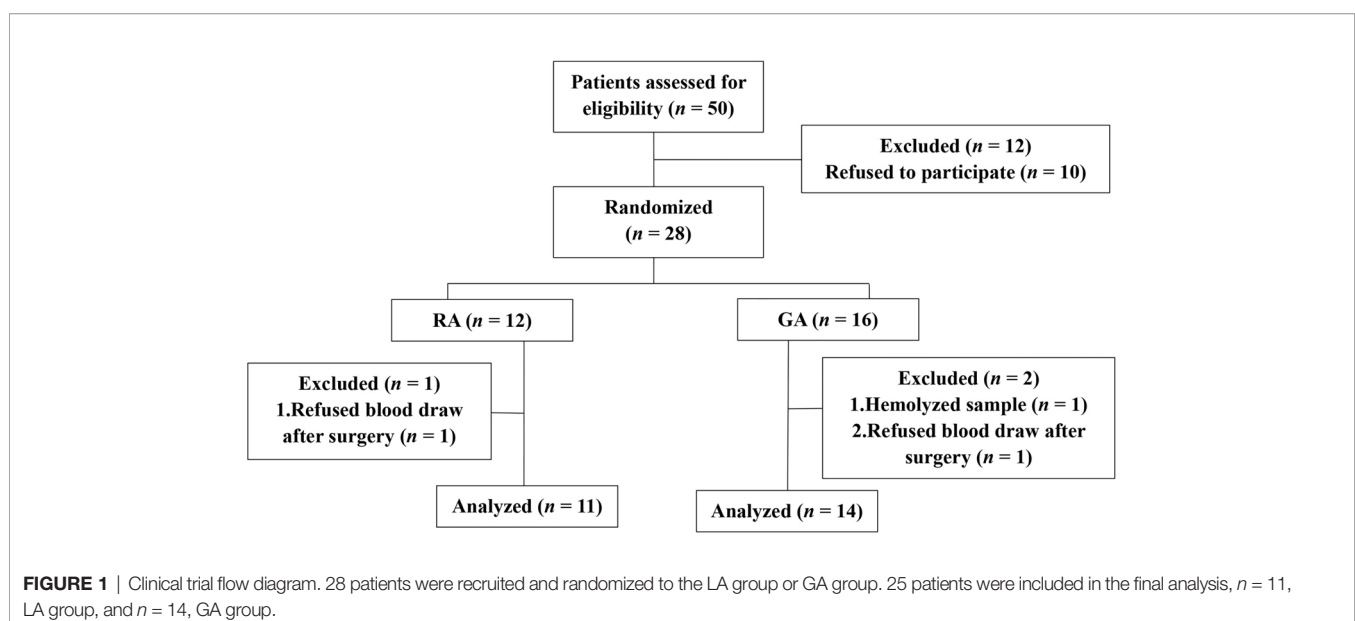 Patients assessed for
eligibility (n = 50)
Excluded (n = 12)
Refused to participate (n = 10)
Randomized
(n = 28)
RA (n = 12)
GA (n = 16)
Excluded (n = 1)
1.Refused blood draw
after surgery (n = 1)
Excluded (n = 2)
1.Hemolyzed sample (n = 1)
2.Refused blood draw after
surgery (n = 1)
Analyzed (n = 11)
Analyzed (n = 14)
FIGURE 1 | Clinical trial flow diagram. 28 patients were recruited and randomized to the LA group or GA group. 25 patients were included in the final analysis, n = 11,
LA group, and n = 14, GA group.